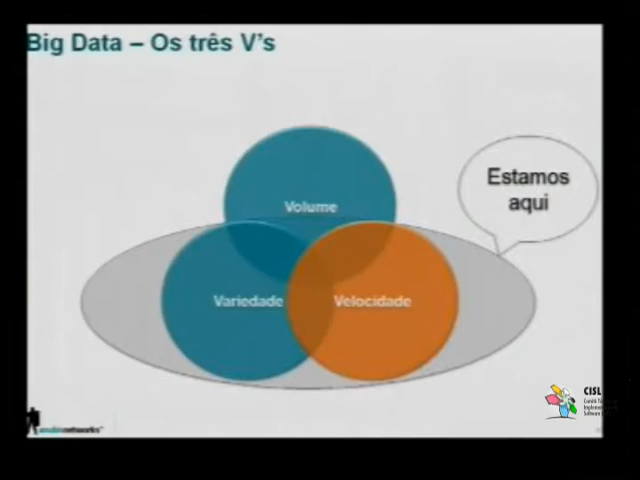 Big Data – Os três V's
Volume
Estamos
aqui
Variedade
Velocidade
CISL